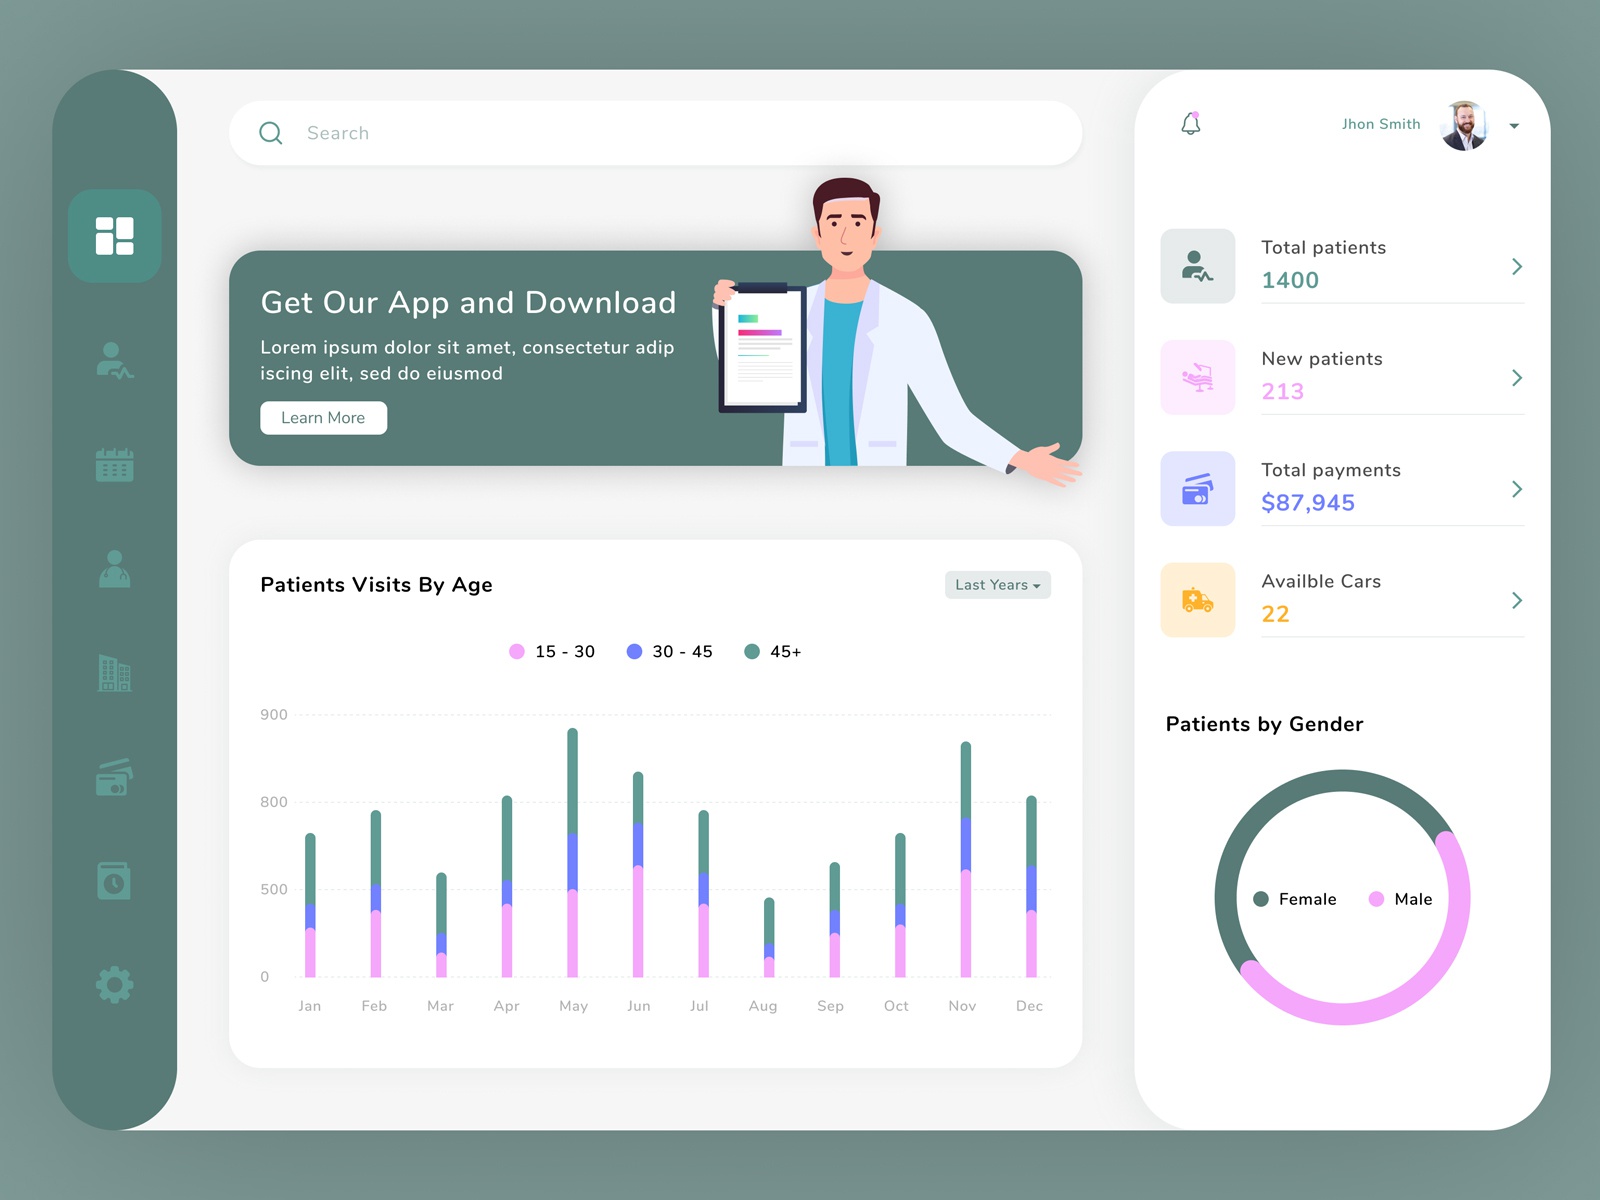 Search
Jhon Smith
Get Our App and Download
Lorem ipsum dolor sit amet, consectetur adip
iscing elit, sed do eiusmod
Learn More
Total patients
1400
New patients
213
Total payments
$87,945
Availble Cars
22
Patients Visits By Age
Last Years
15 - 30
30 - 45
45+
900
800
500
0
Jan Feb Mar Apr May Jun Jul Aug Sep Oct Nov Dec
Patients by Gender
Female Male